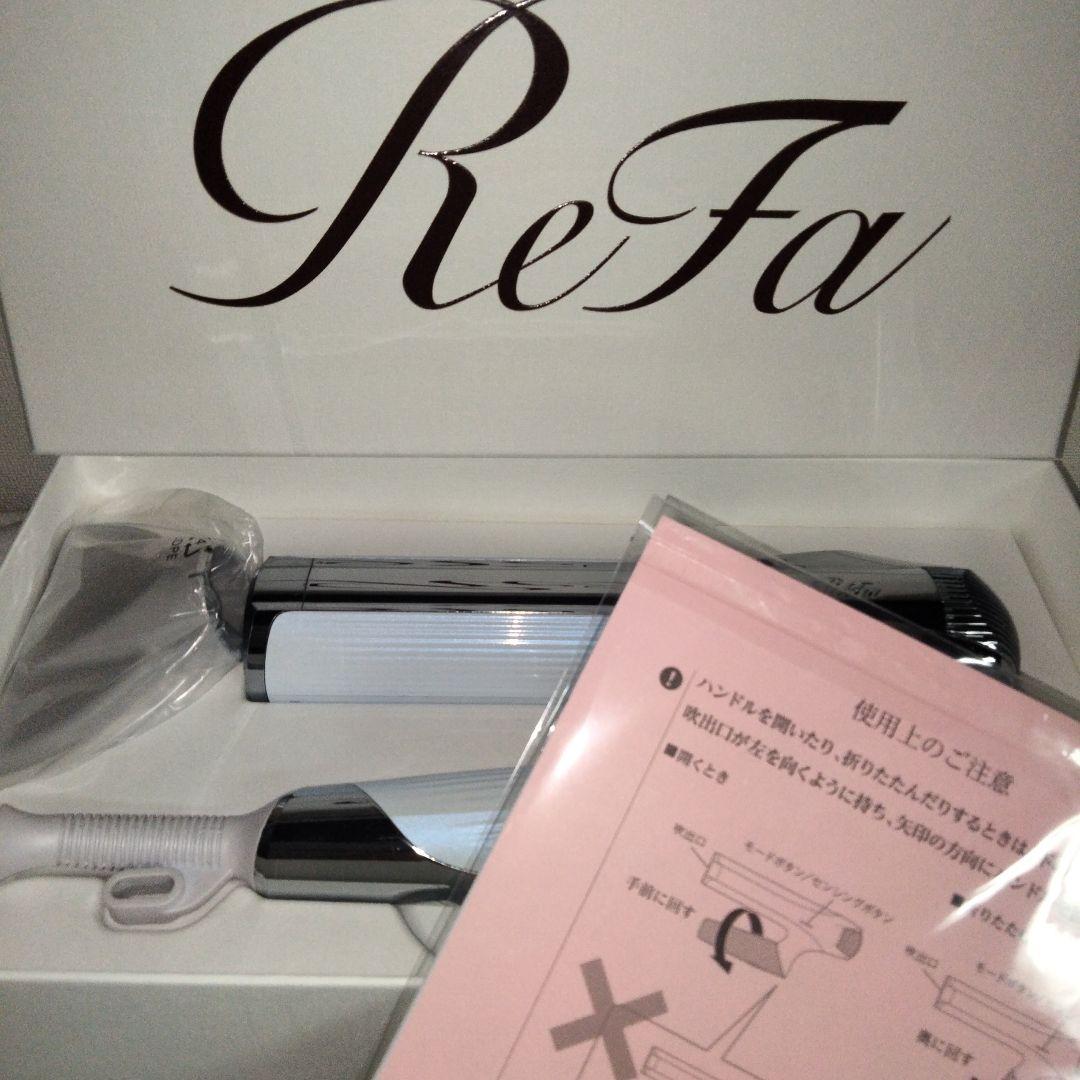 ReFa
使用上のご注意
ハンドルを開いたり、折りたたんだりするときは
吹出口が左を向くように持ち、矢印の方向に
■開くとき
吹出口
モードボタン/センシングボタン
手前に回す
吹出口
モードボタン/
奥に回す